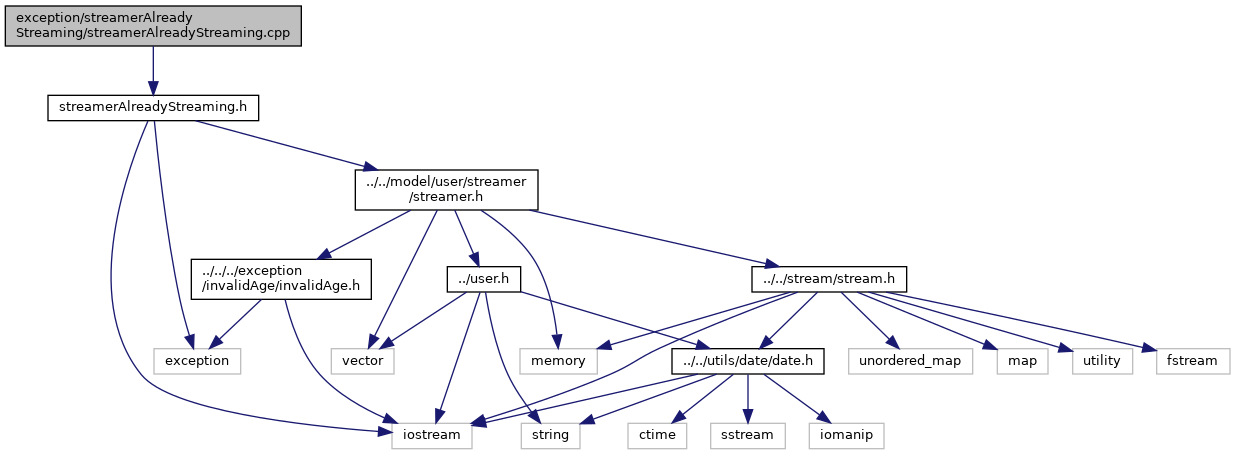 exception/streamerAlready
Streaming/streamerAlreadyStreaming.cpp
streamerAlreadyStreaming.h
../../model/user/streamer
/streamer.h
../../../exception
/invalidAge/invalidAge.h
../user.h
../../stream/stream.h
exception
vector
memory
../../utils/date/date.h
unordered_map
map
utility
fstream
iostream
string
ctime
sstream
iomanip